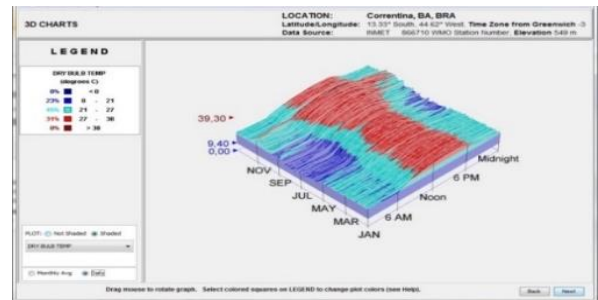 3D CHARTS
LOCATION: Correntina, BA, BRA
Latitude/Longitude: 13.33° South, 44.62° West, Time Zone from Greenwich -3
Data Source: INMET 866710 WMO Station Number, Elevation 549 m
LEGEND
DRY BULB TEMP
(degrees C)
0% < 0
23% 0 - 21
21 - 27
31% 27 - 38
0% > 38
39,30
9,40
0,00
NOV
SEP
JUL
MAY
MAR
JAN
6 AM
Noon
6 PM
Midnight
PLOT: Not Shaded Shaded
DRY BULB TEMP
Monthly Avg Daily
Drag mouse to rotate graph. Select colored squares on LEGEND to change plot colors (see Help).
Back Next